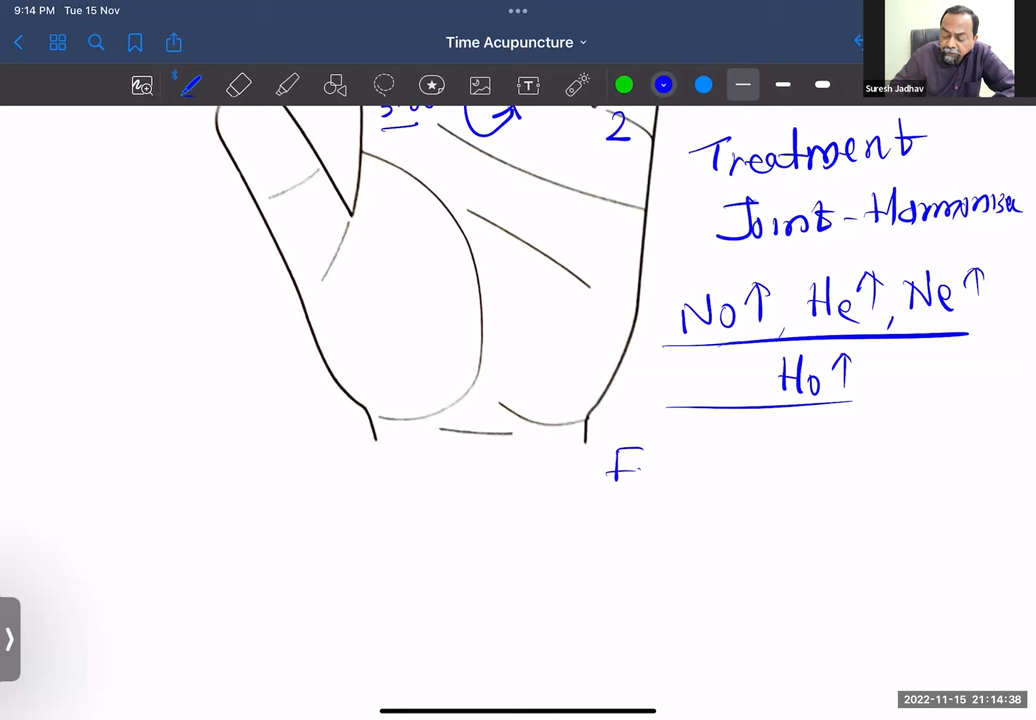 9:14 PM Tue 15 Nov
Time Acupuncture
Suresh Jadhav
2
Treatment
Joint-Harmonise
No↑, He↑, Ne↑
Ho↑
F
2022-11-15 21:14:38